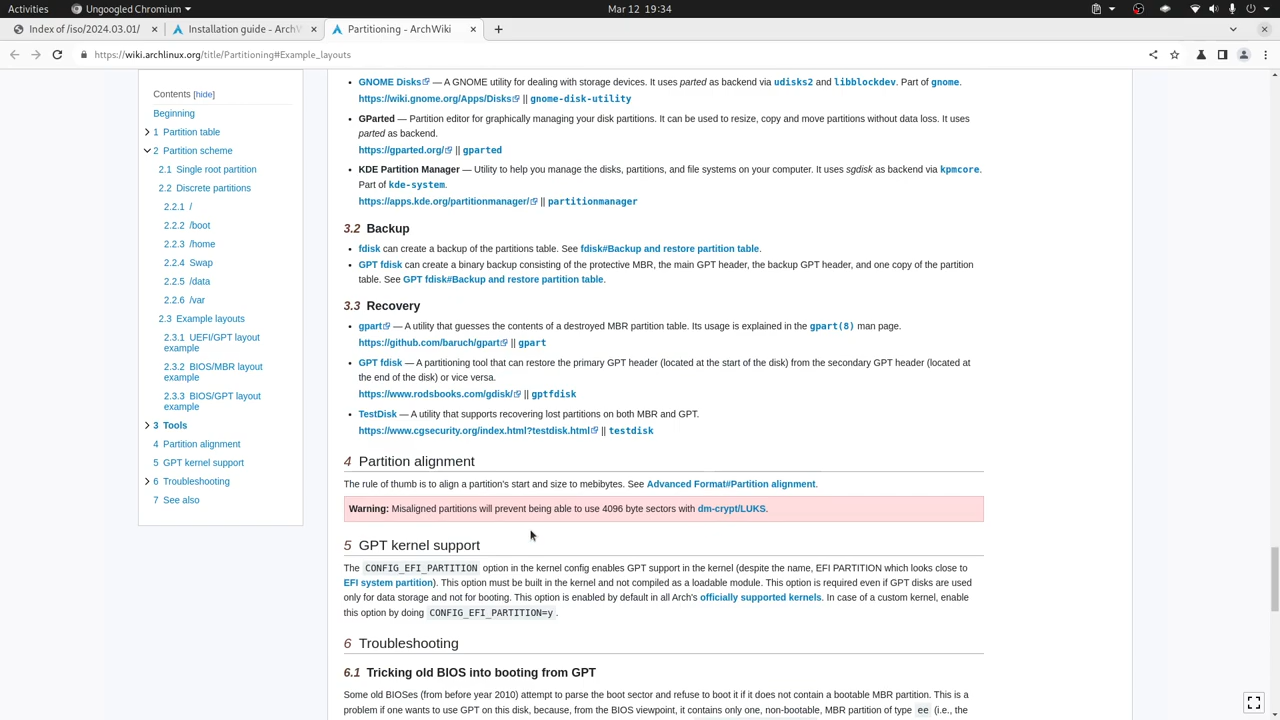 Activities
Ungoogled Chromium
Mar 12 19:34
Index of /iso/2024.03.01/
Installation guide - ArchW
Partitioning - ArchWiki
https://wiki.archlinux.org/title/Partitioning#Example_layouts
Contents [hide]
Beginning
1 Partition table
2 Partition scheme
2.1 Single root partition
2.2 Discrete partitions
2.2.1 /
2.2.2 /boot
2.2.3 /home
2.2.4 Swap
2.2.5 /data
2.2.6 /var
2.3 Example layouts
2.3.1 UEFI/GPT layout
example
2.3.2 BIOS/MBR layout
example
2.3.3 BIOS/GPT layout
example
3 Tools
4 Partition alignment
5 GPT kernel support
6 Troubleshooting
7 See also
GNOME Disks — A GNOME utility for dealing with storage devices. It uses parted as backend via udisks2 and libblockdev. Part of gnome.
https://wiki.gnome.org/Apps/Disks || gnome-disk-utility
GParted — Partition editor for graphically managing your disk partitions. It can be used to resize, copy and move partitions without data loss. It uses
parted as backend.
https://gparted.org/ || gparted
KDE Partition Manager — Utility to help you manage the disks, partitions, and file systems on your computer. It uses sgdisk as backend via kpmcore.
Part of kde-system.
https://apps.kde.org/partitionmanager/ || partitionmanager
3.2 Backup
fdisk can create a backup of the partitions table. See fdisk#Backup and restore partition table.
GPT fdisk can create a binary backup consisting of the protective MBR, the main GPT header, the backup GPT header, and one copy of the partition
table. See GPT fdisk#Backup and restore partition table.
3.3 Recovery
gpart — A utility that guesses the contents of a destroyed MBR partition table. Its usage is explained in the gpart(8) man page.
https://github.com/baruch/gpart || gpart
GPT fdisk — A partitioning tool that can restore the primary GPT header (located at the start of the disk) from the secondary GPT header (located at
the end of the disk) or vice versa.
https://www.rodsbooks.com/gdisk/ || gptfdisk
TestDisk — A utility that supports recovering lost partitions on both MBR and GPT.
https://www.cgsecurity.org/index.html?testdisk.html || testdisk
4 Partition alignment
The rule of thumb is to align a partition's start and size to mebibytes. See Advanced Format#Partition alignment.
Warning: Misaligned partitions will prevent being able to use 4096 byte sectors with dm-crypt/LUKS.
5 GPT kernel support
The CONFIG_EFI_PARTITION option in the kernel config enables GPT support in the kernel (despite the name, EFI PARTITION which looks close to
EFI system partition). This option must be built in the kernel and not compiled as a loadable module. This option is required even if GPT disks are used
only for data storage and not for booting. This option is enabled by default in all Arch's officially supported kernels. In case of a custom kernel, enable
this option by doing CONFIG_EFI_PARTITION=y.
6 Troubleshooting
6.1 Tricking old BIOS into booting from GPT
Some old BIOSes (from before year 2010) attempt to parse the boot sector and refuse to boot it if it does not contain a bootable MBR partition. This is a
problem if one wants to use GPT on this disk, because, from the BIOS viewpoint, it contains only one, non-bootable, MBR partition of type ee (i.e., the